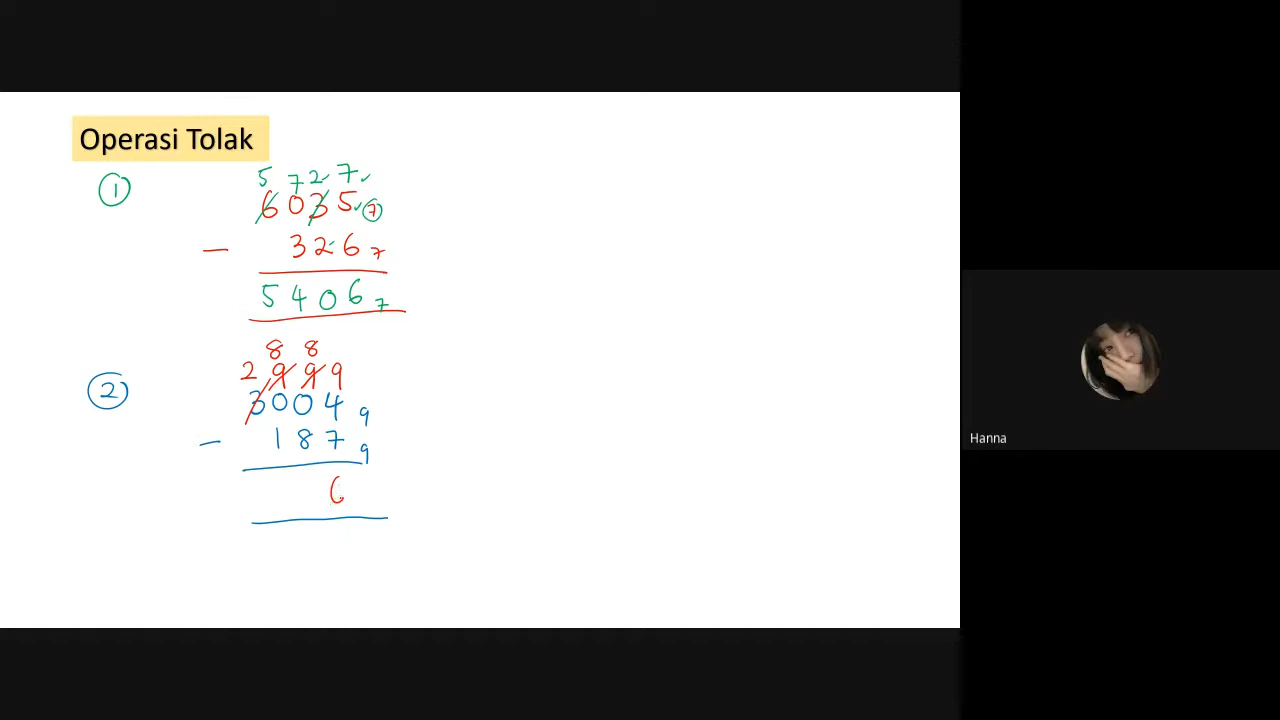 Operasi Tolak
5 7 2 7
① 6 0 3 5 ⑦
− 3 2 6 7
5 4 0 6 7
8 8
2 9 9 9
② 3 0 0 4 9
− 1 8 7 9
6
Hanna